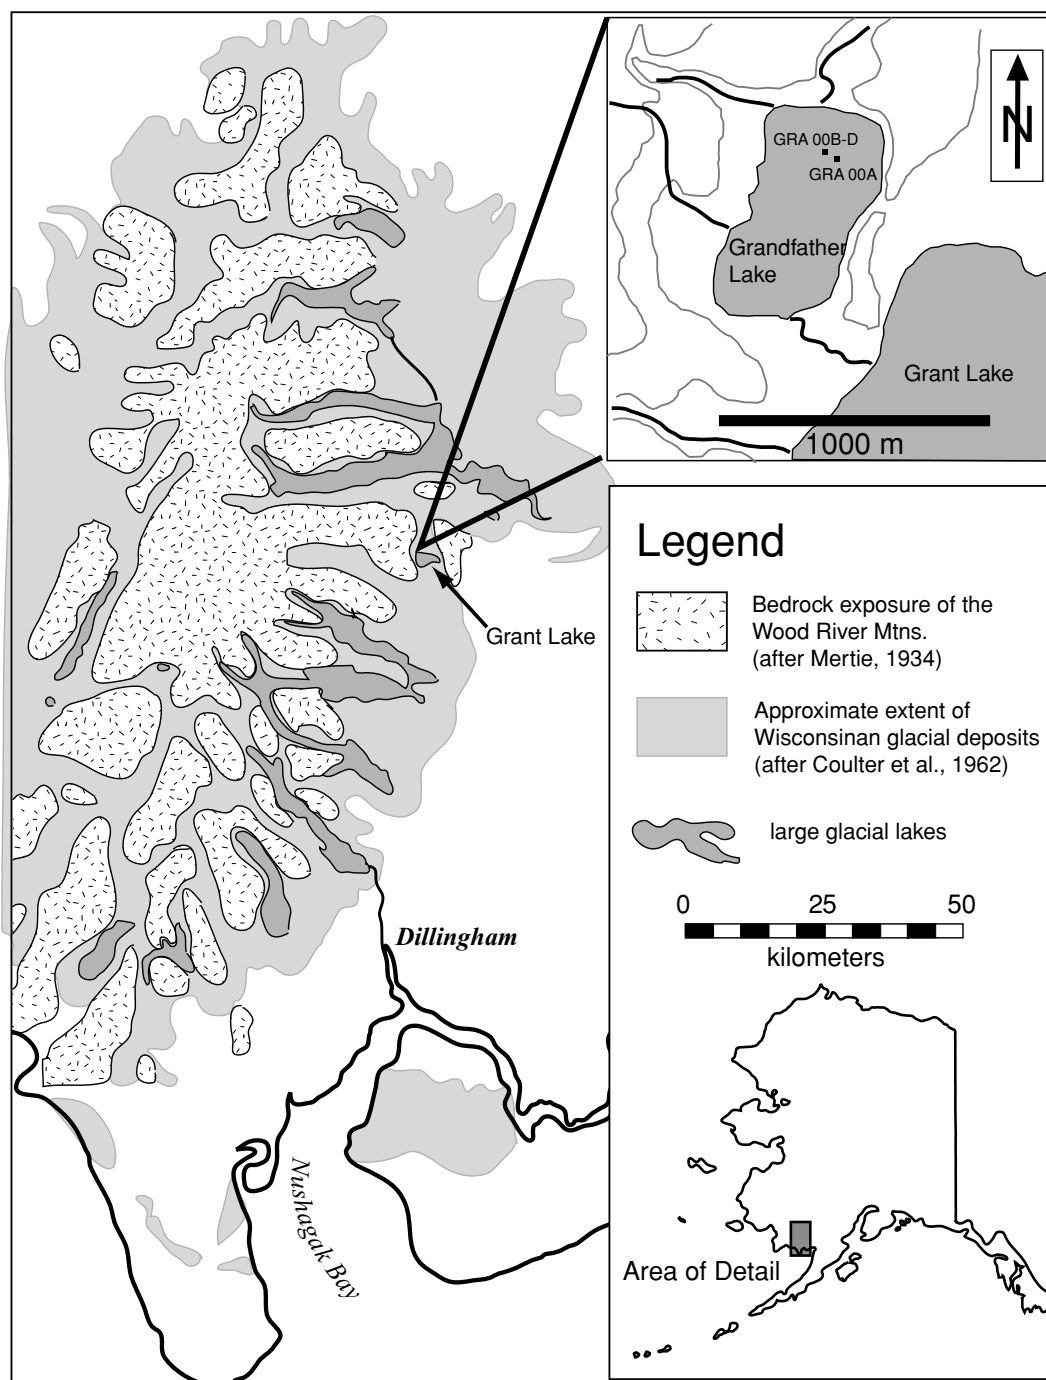 N
GRA 00B-D
GRA 00A
Grandfather
Lake
Grant Lake
1000 m
Grant Lake
Legend
Bedrock exposure of the
Wood River Mtns.
(after Mertie, 1934)
Approximate extent of
Wisconsinan glacial deposits
(after Coulter et al., 1962)
large glacial lakes
0 25 50
kilometers
Dillingham
Nushagak Bay
Area of Detail